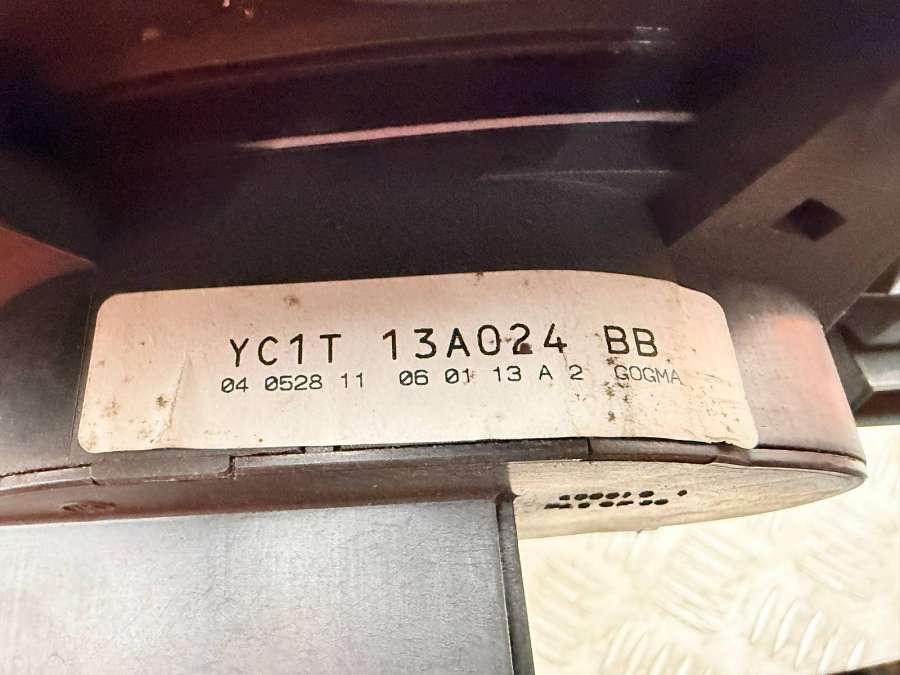 YC1T 13A024 BB
04 0528 11 06 01 13 A 2 GOGMA